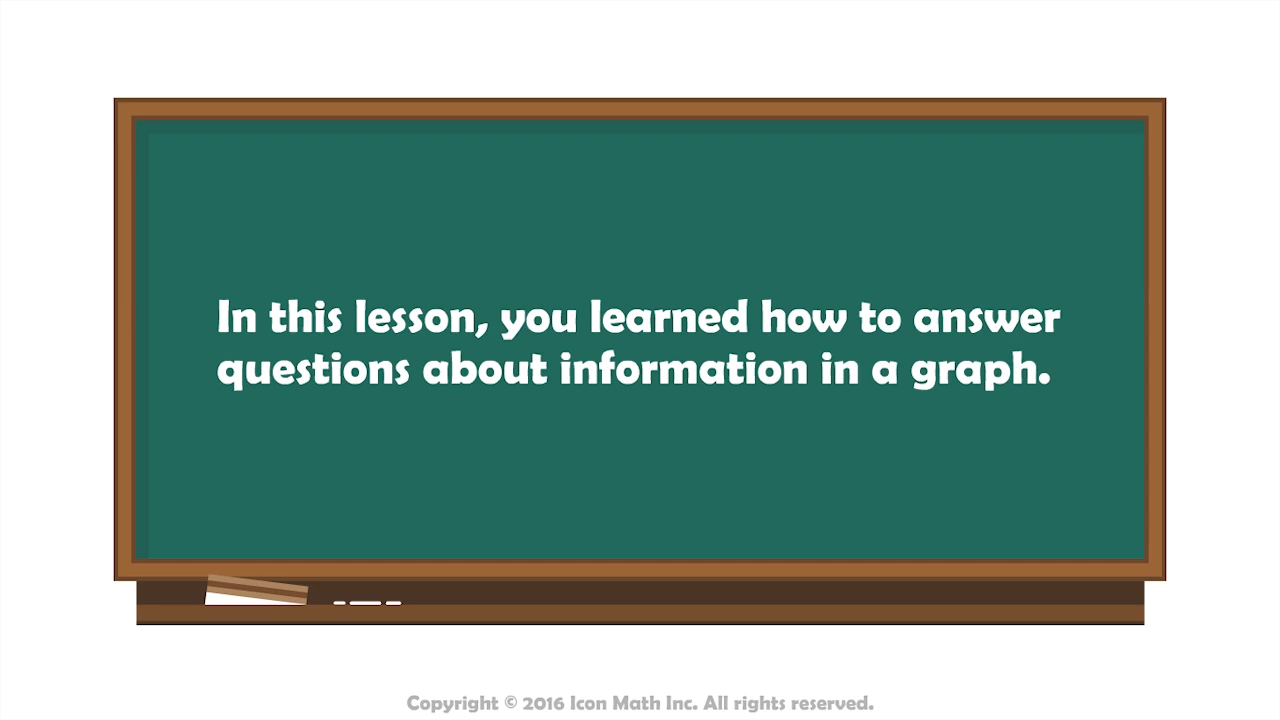 In this lesson, you learned how to answer
questions about information in a graph.
Copyright © 2016 Icon Math Inc. All rights reserved.